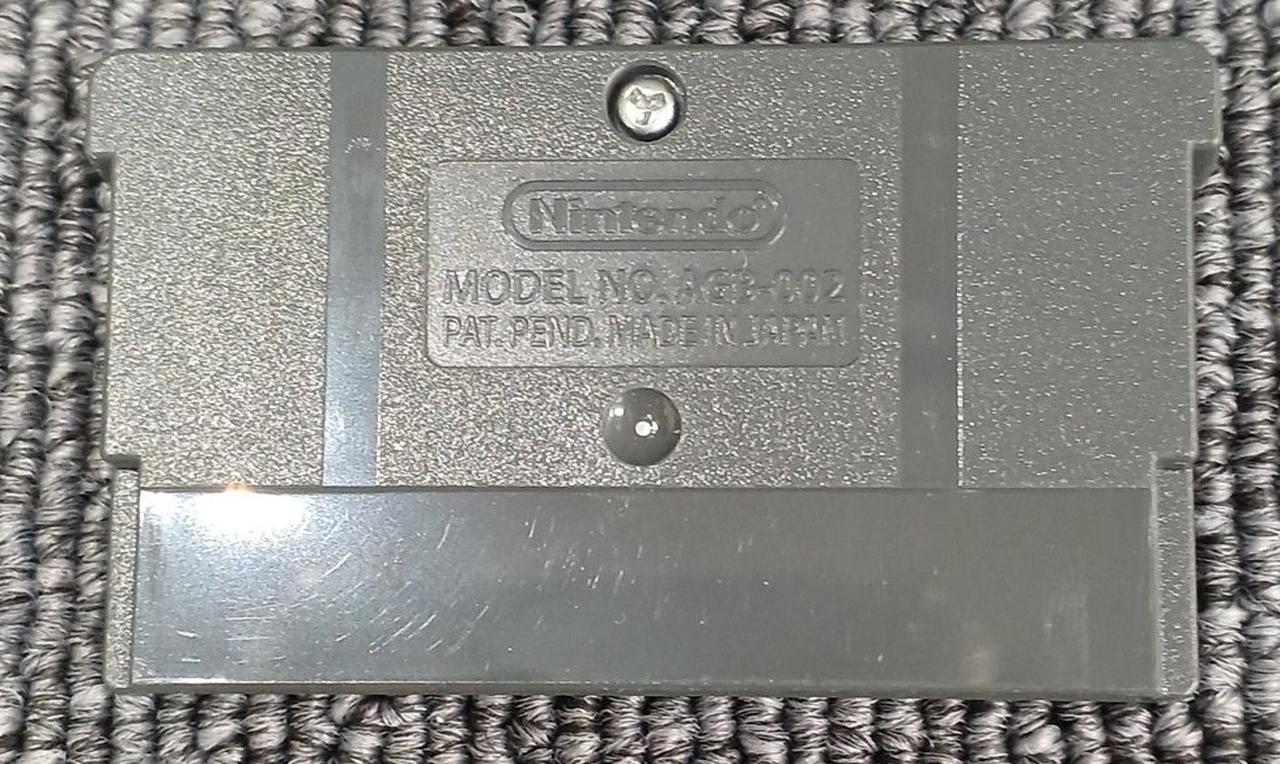 Nintendo®
MODEL NO. AGB-002
PAT. PEND. MADE IN JAPAN